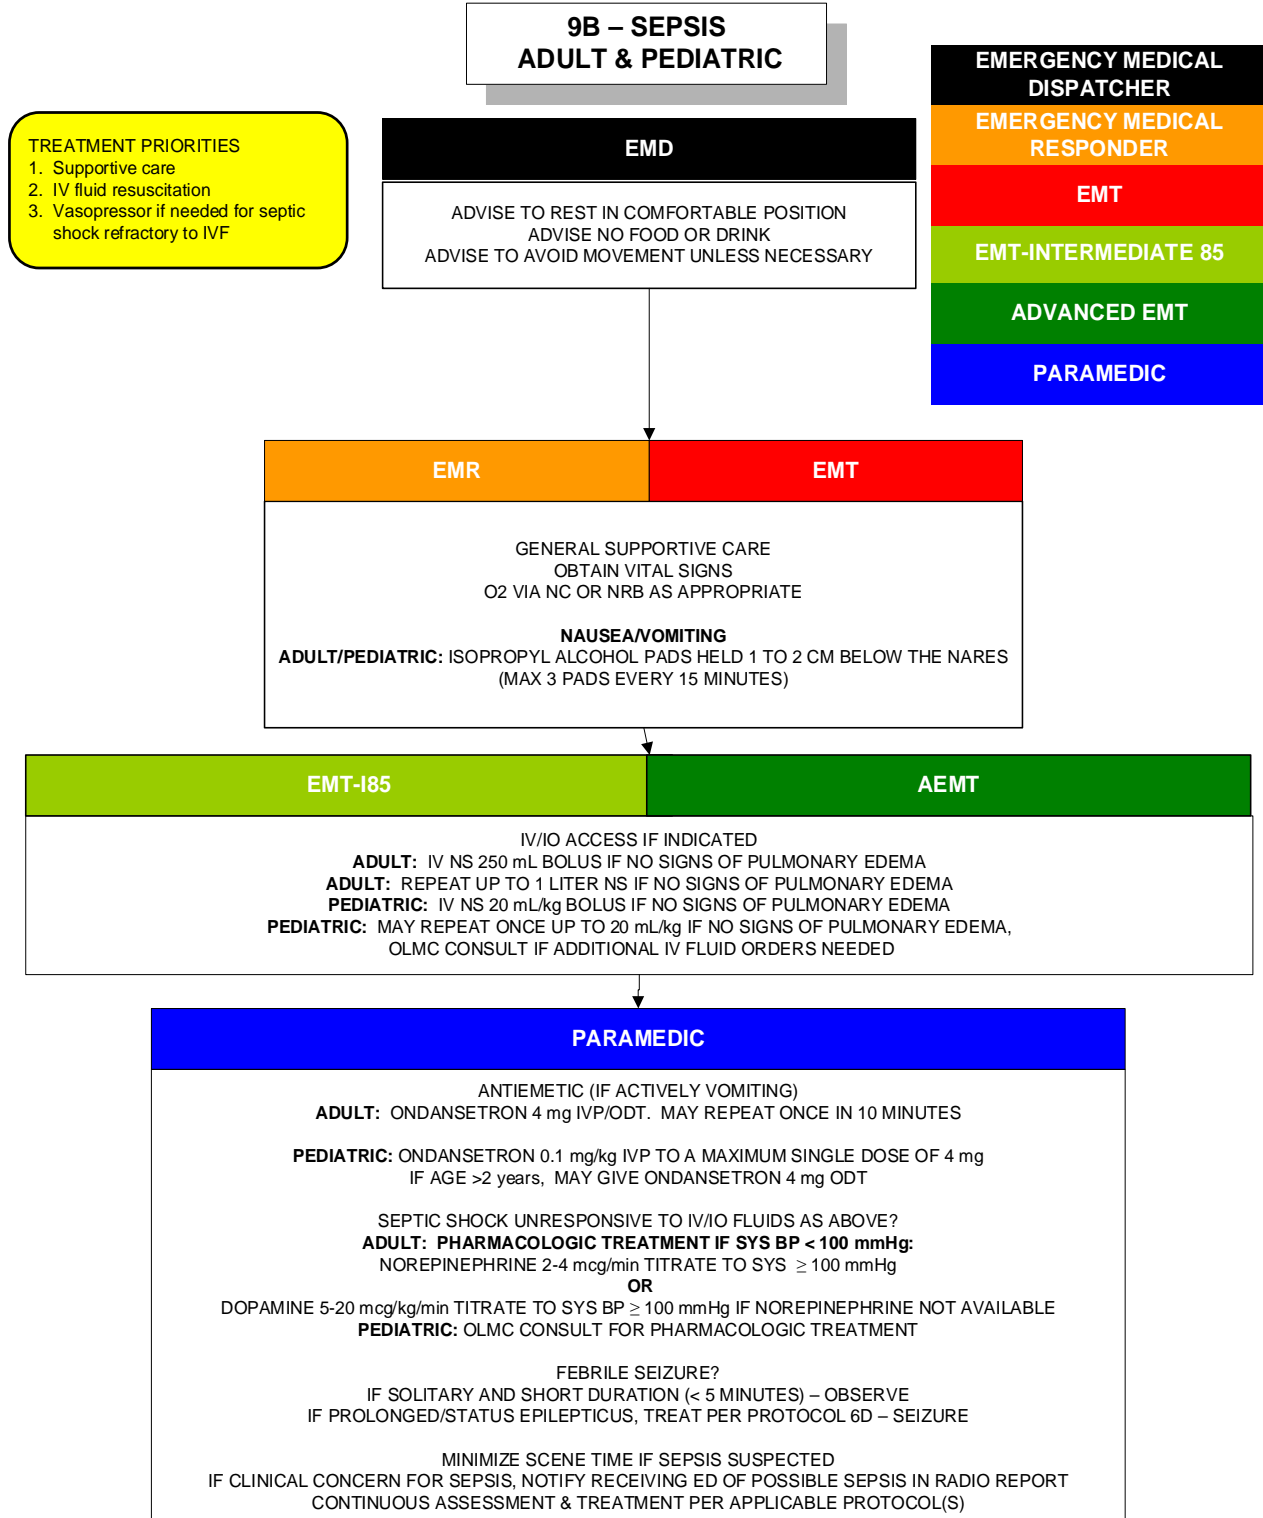 9B – SEPSIS
ADULT & PEDIATRIC
EMERGENCY MEDICAL
DISPATCHER
EMERGENCY MEDICAL
RESPONDER
EMT
EMT-INTERMEDIATE 85
ADVANCED EMT
PARAMEDIC
TREATMENT PRIORITIES
1. Supportive care
2. IV fluid resuscitation
3. Vasopressor if needed for septic
shock refractory to IVF
EMD
ADVISE TO REST IN COMFORTABLE POSITION
ADVISE NO FOOD OR DRINK
ADVISE TO AVOID MOVEMENT UNLESS NECESSARY
EMR
EMT
GENERAL SUPPORTIVE CARE
OBTAIN VITAL SIGNS
O2 VIA NC OR NRB AS APPROPRIATE
NAUSEA/VOMITING
ADULT/PEDIATRIC: ISOPROPYL ALCOHOL PADS HELD 1 TO 2 CM BELOW THE NARES
(MAX 3 PADS EVERY 15 MINUTES)
EMT-I85
AEMT
IV/IO ACCESS IF INDICATED
ADULT: IV NS 250 mL BOLUS IF NO SIGNS OF PULMONARY EDEMA
ADULT: REPEAT UP TO 1 LITER NS IF NO SIGNS OF PULMONARY EDEMA
PEDIATRIC: IV NS 20 mL/kg BOLUS IF NO SIGNS OF PULMONARY EDEMA
PEDIATRIC: MAY REPEAT ONCE UP TO 20 mL/kg IF NO SIGNS OF PULMONARY EDEMA,
OLMC CONSULT IF ADDITIONAL IV FLUID ORDERS NEEDED
PARAMEDIC
ANTIEMETIC (IF ACTIVELY VOMITING)
ADULT: ONDANSETRON 4 mg IVP/ODT. MAY REPEAT ONCE IN 10 MINUTES
PEDIATRIC: ONDANSETRON 0.1 mg/kg IVP TO A MAXIMUM SINGLE DOSE OF 4 mg
IF AGE >2 years, MAY GIVE ONDANSETRON 4 mg ODT
SEPTIC SHOCK UNRESPONSIVE TO IV/IO FLUIDS AS ABOVE?
ADULT: PHARMACOLOGIC TREATMENT IF SYS BP < 100 mmHg:
NOREPINEPHRINE 2-4 mcg/min TITRATE TO SYS ≥ 100 mmHg
OR
DOPAMINE 5-20 mcg/kg/min TITRATE TO SYS BP ≥ 100 mmHg IF NOREPINEPHRINE NOT AVAILABLE
PEDIATRIC: OLMC CONSULT FOR PHARMACOLOGIC TREATMENT
FEBRILE SEIZURE?
IF SOLITARY AND SHORT DURATION (< 5 MINUTES) – OBSERVE
IF PROLONGED/STATUS EPILEPTICUS, TREAT PER PROTOCOL 6D – SEIZURE
MINIMIZE SCENE TIME IF SEPSIS SUSPECTED
IF CLINICAL CONCERN FOR SEPSIS, NOTIFY RECEIVING ED OF POSSIBLE SEPSIS IN RADIO REPORT
CONTINUOUS ASSESSMENT & TREATMENT PER APPLICABLE PROTOCOL(S)